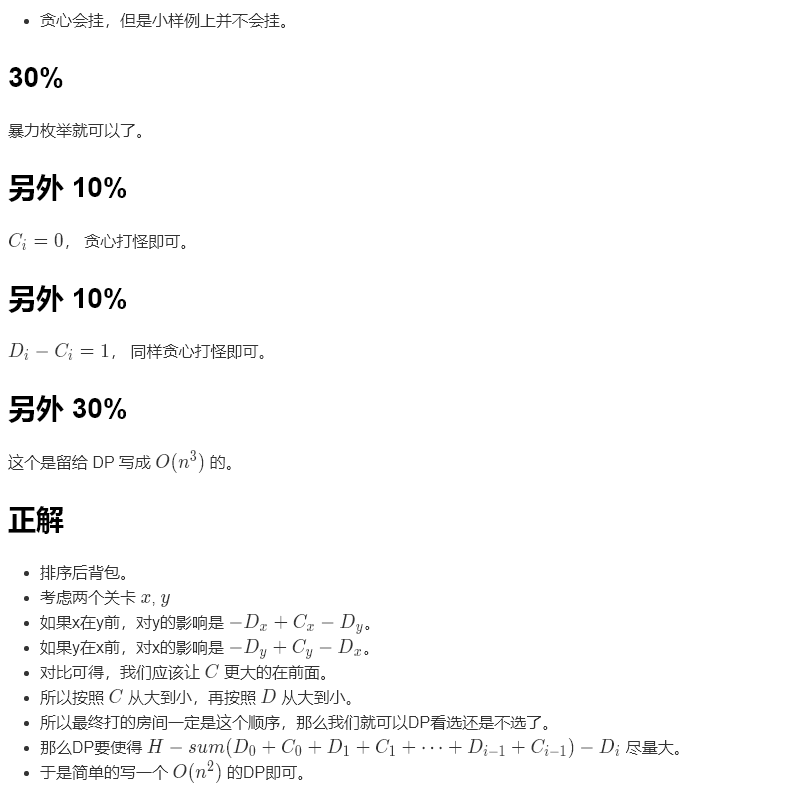 • 贪心会挂，但是小样例上并不会挂。
30%
暴力枚举就可以了。
另外 10%
$C_i = 0$， 贪心打怪即可。
另外 10%
$D_i - C_i = 1$， 同样贪心打怪即可。
另外 30%
这个是留给 DP 写成 $O(n^3)$ 的。
正解
• 排序后背包。
• 考虑两个关卡 $x, y$
• 如果x在y前，对y的影响是 $-D_x + C_x - D_y$。
• 如果y在x前，对x的影响是 $-D_y + C_y - D_x$。
• 对比可得，我们应该让 $C$ 更大的在前面。
• 所以按照 $C$ 从大到小，再按照 $D$ 从大到小。
• 所以最终打的房间一定是这个顺序，那么我们就可以DP看选还是不选了。
• 那么DP要使得 $H - sum(D_0 + C_0 + D_1 + C_1 + \cdots + D_{i-1} + C_{i-1}) - D_i$ 尽量大。
• 于是简单的写一个 $O(n^2)$ 的DP即可。